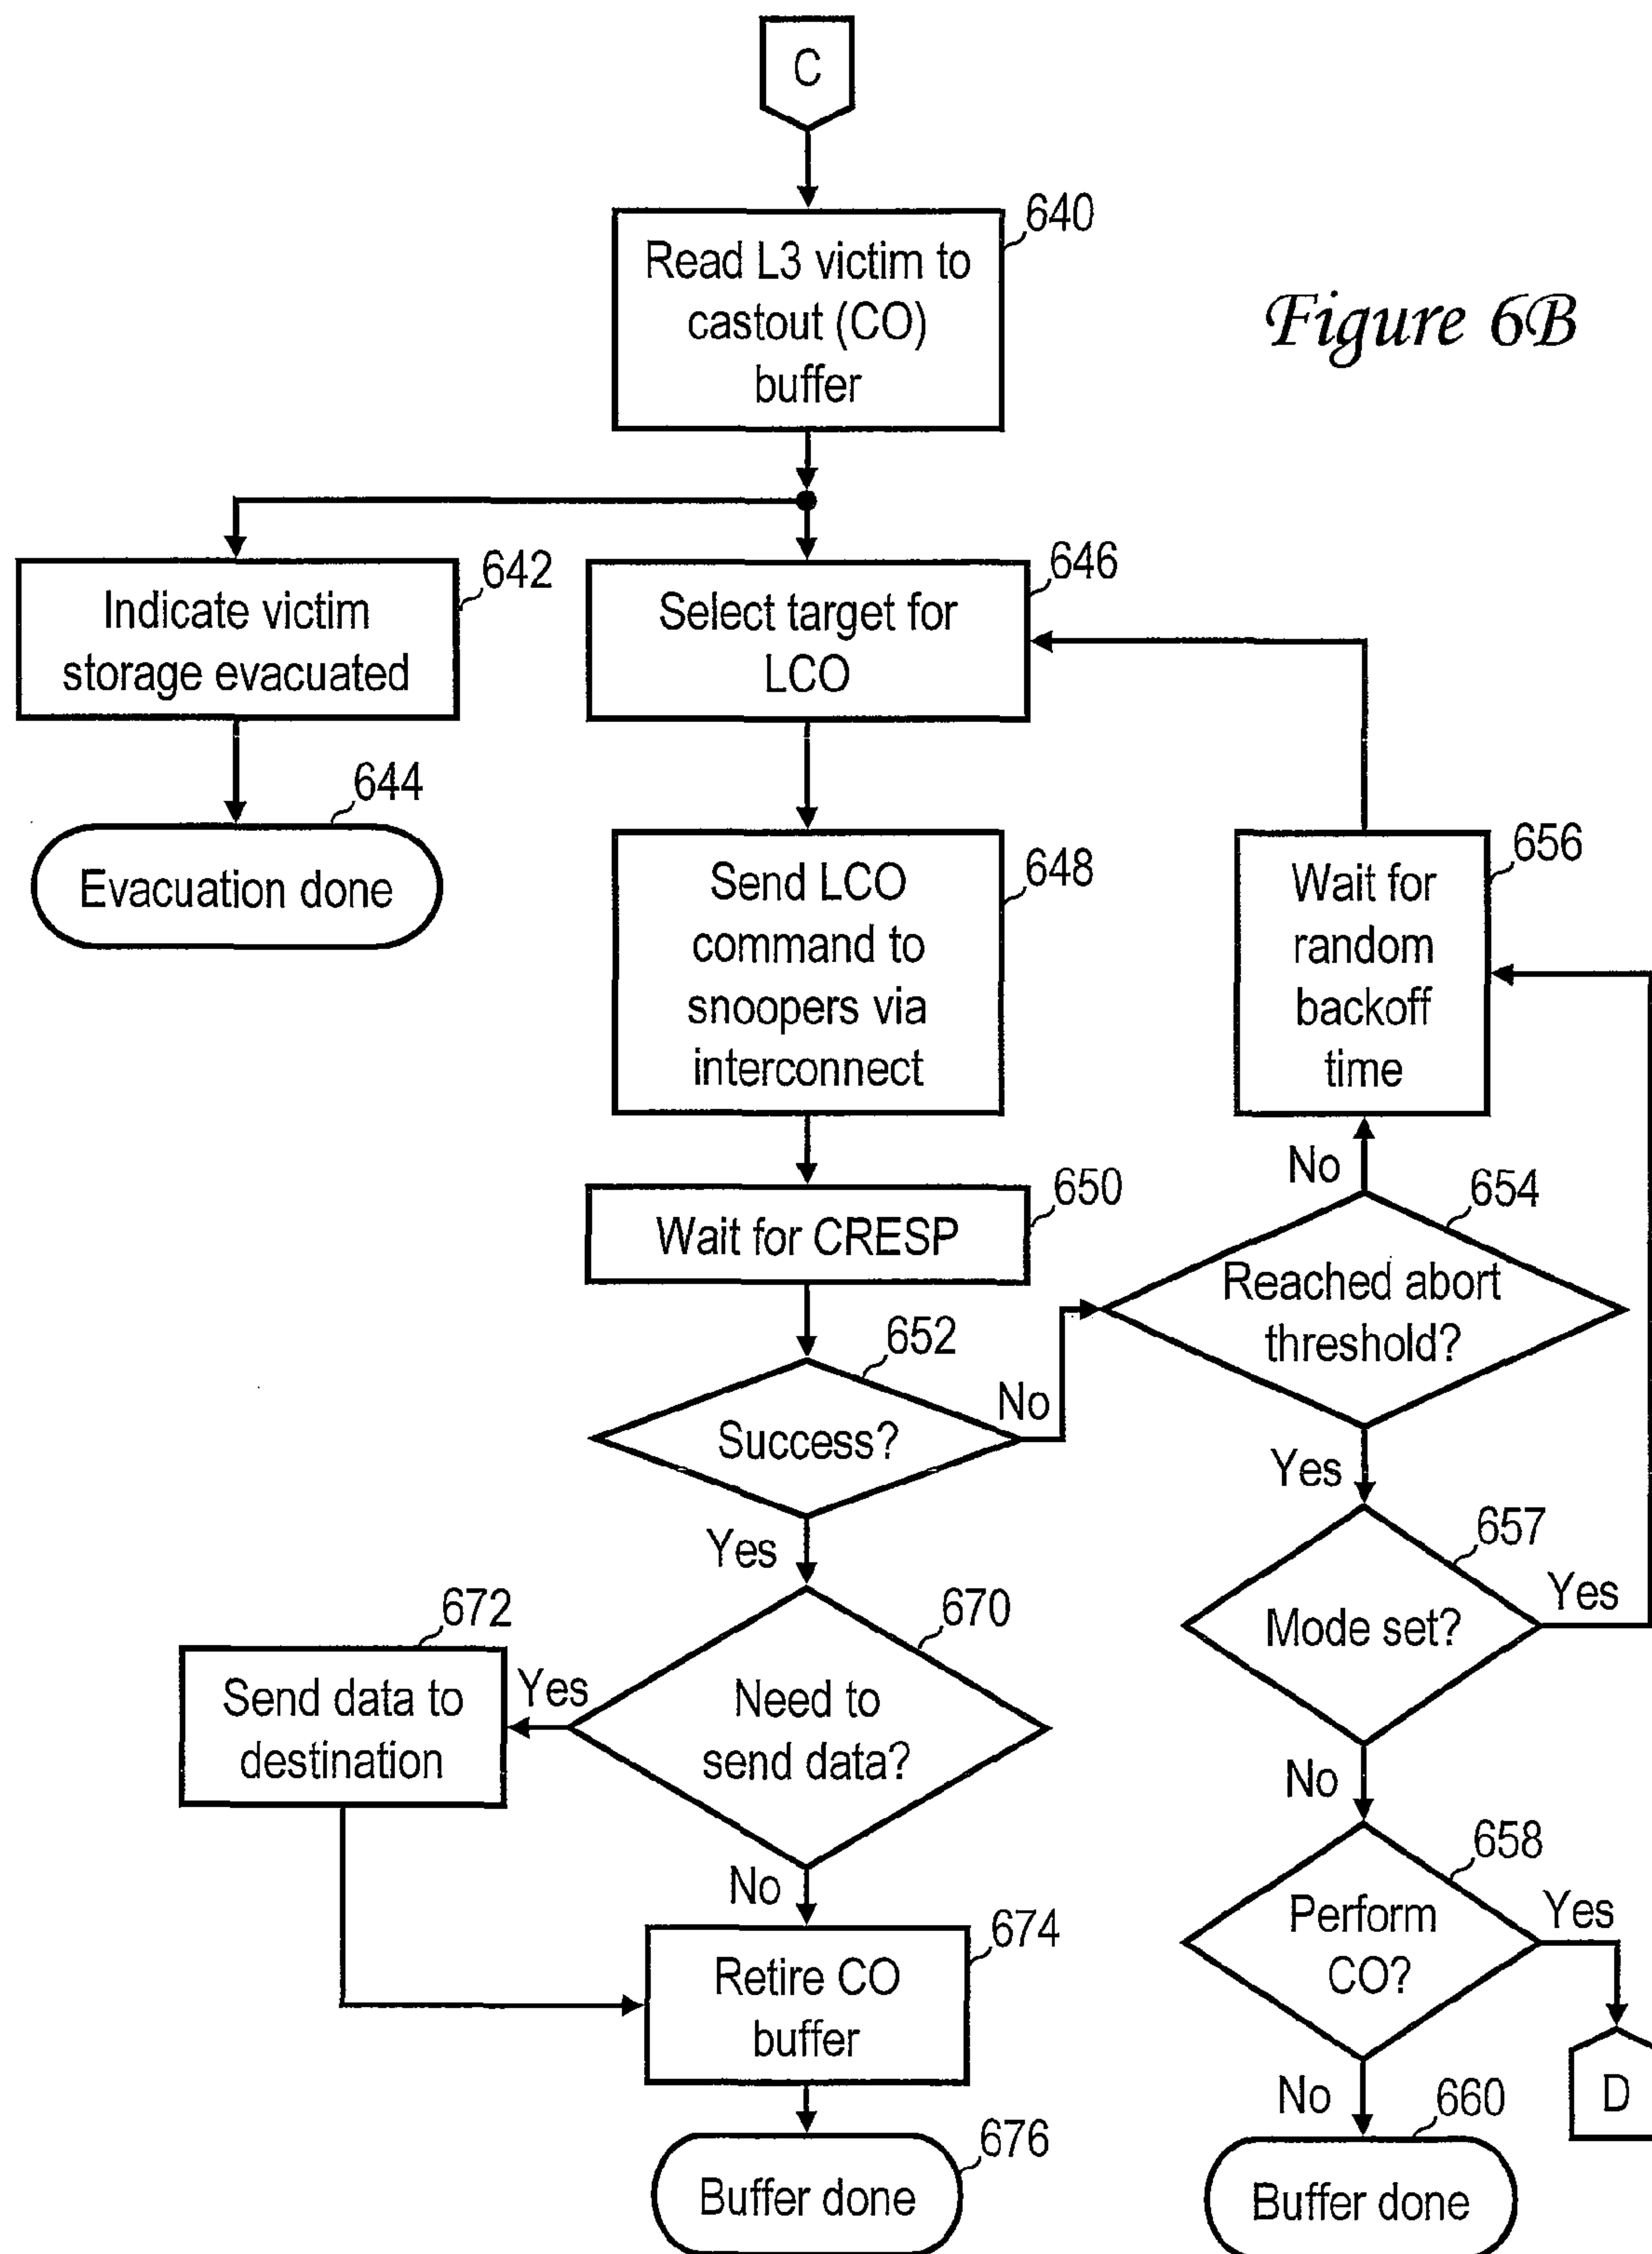 C
640
Read L3 victim to
castout (CO)
buffer
Figure 6B
642
Indicate victim
storage evacuated
646
Select target for
LCO
644
Evacuation done
648
Send LCO
command to
snoopers via
interconnect
656
Wait for
random
backoff
time
650
Wait for CRESP
No
654
Reached abort
threshold?
652
Success?
No
Yes
Yes
657
Mode set?
Yes
672
Send data to
destination
Yes
670
Need to
send data?
No
658
Perform
CO?
Yes
No
674
Retire CO
buffer
D
No
660
Buffer done
676
Buffer done